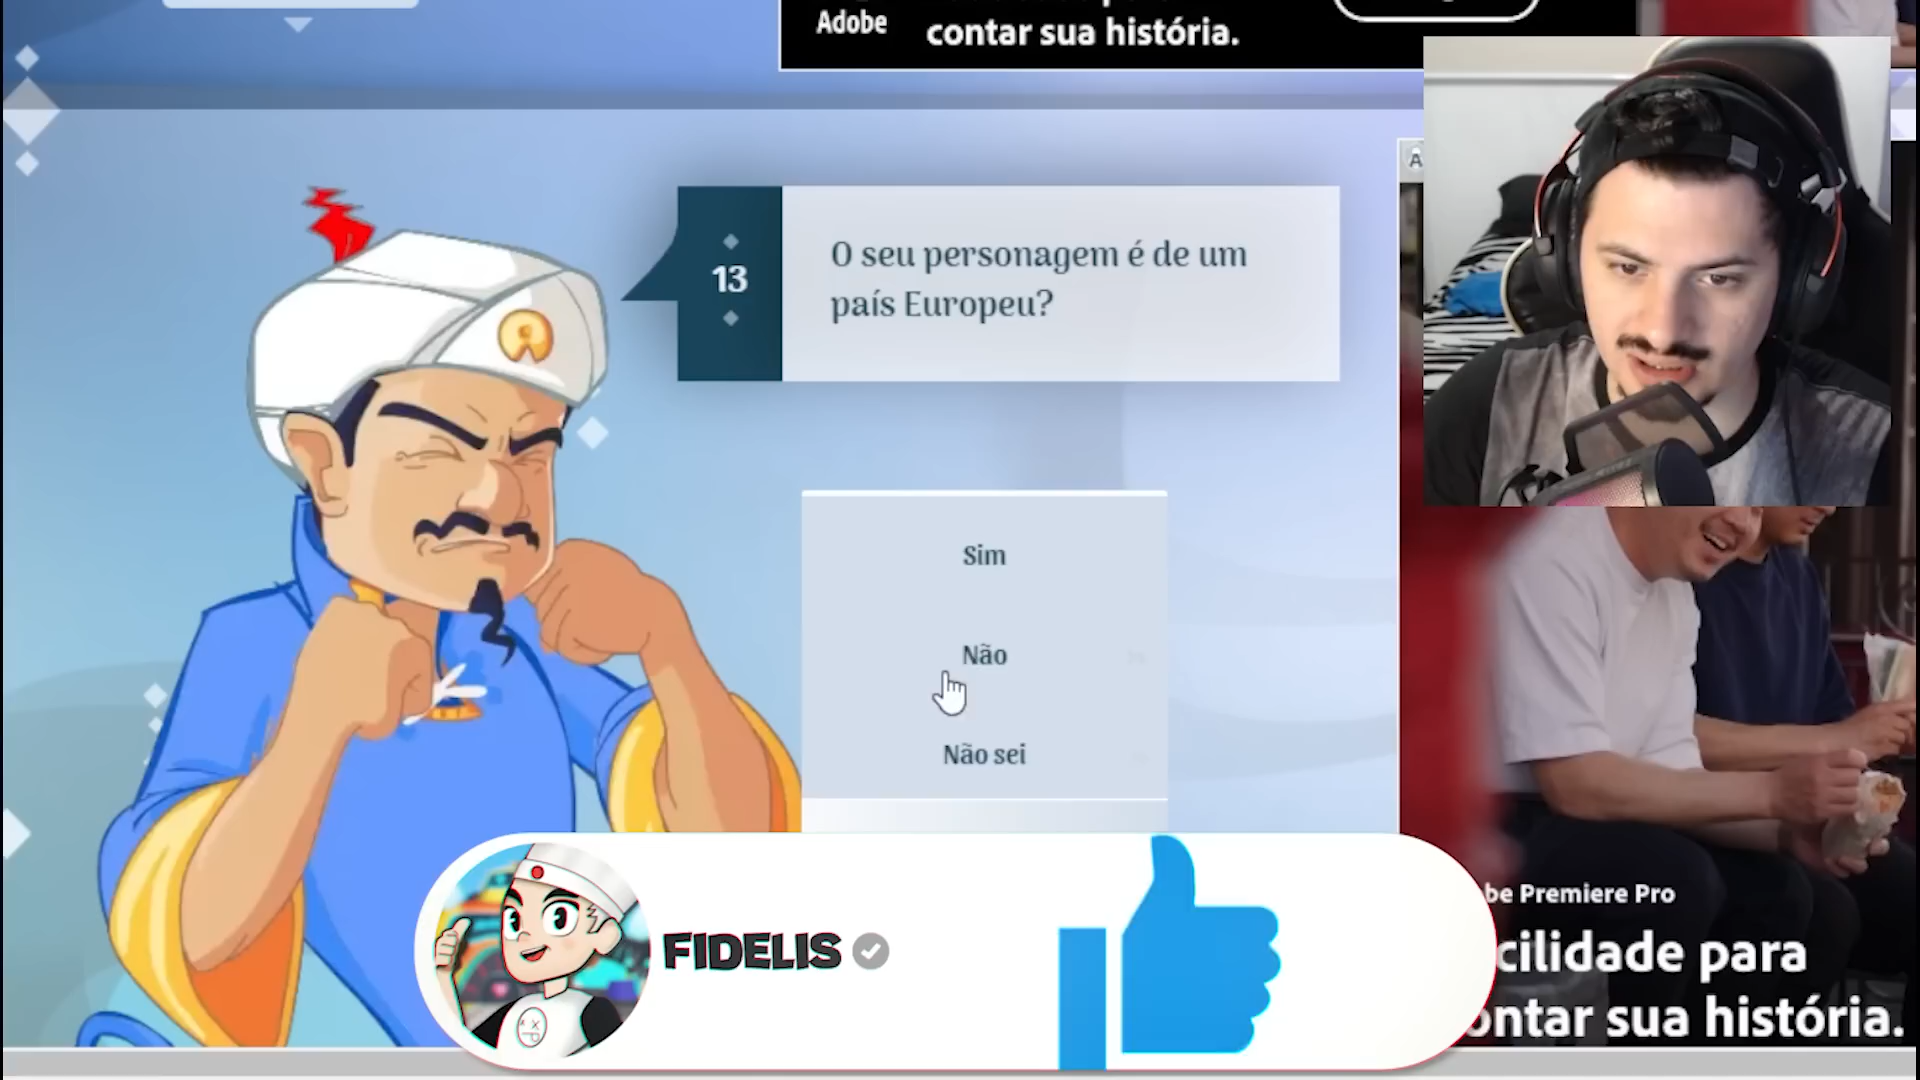 Adobe
contar sua história.
13
O seu personagem é de um
país Europeu?
A
Sim
Não
Não sei
FIDELIS
be Premiere Pro
cilidade para
ontar sua história.